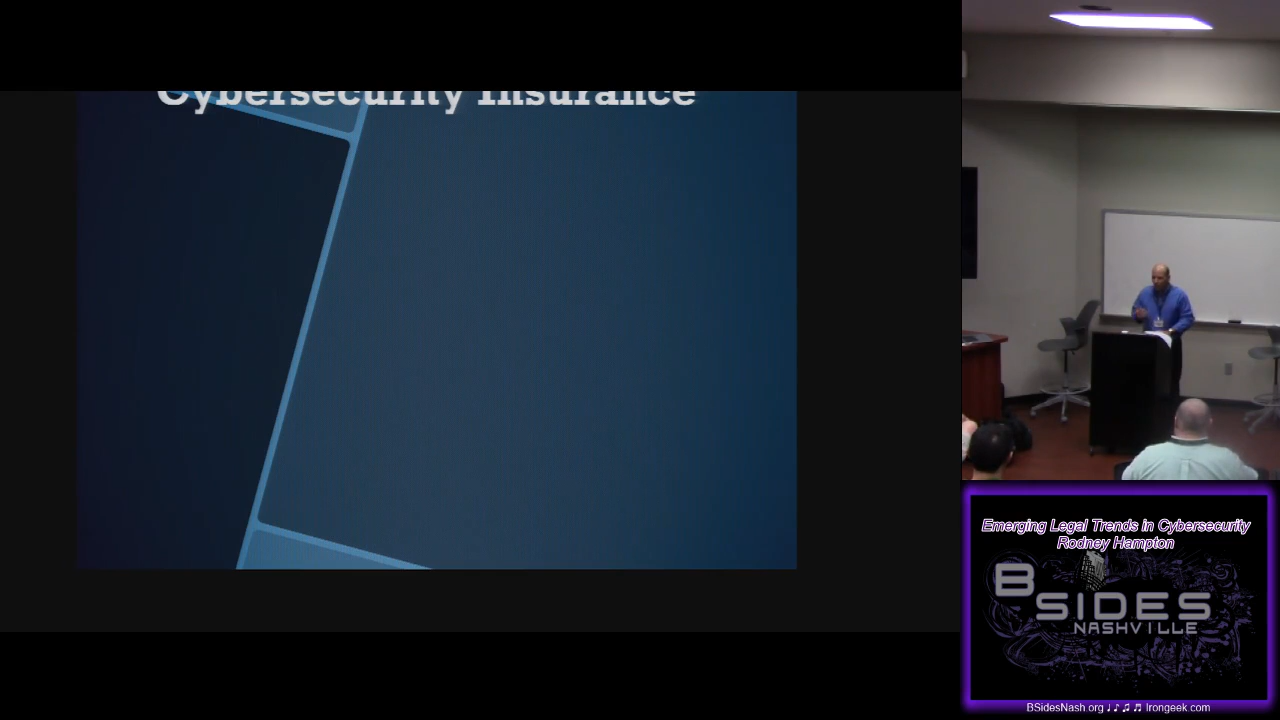 Cybersecurity Insurance
Emerging Legal Trends in Cybersecurity
Rodney Hampton
BSIDES
NASHVILLE
BSidesNash.org ♩ ♪ ♫ ♬ Irongeek.com